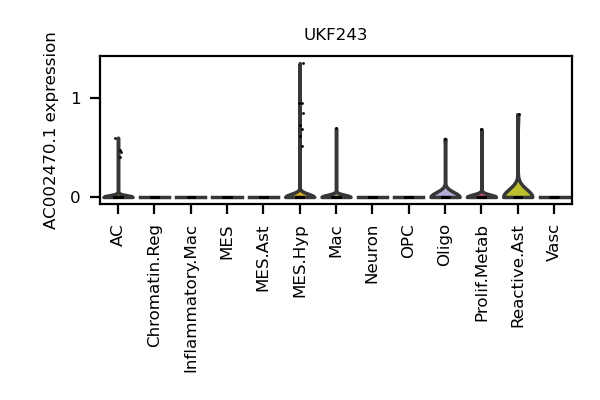 UKF243
AC002470.1 expression
1
0
AC
Chromatin.Reg
Inflammatory.Mac
MES
MES.Ast
MES.Hyp
Mac
Neuron
OPC
Oligo
Prolif.Metab
Reactive.Ast
Vasc